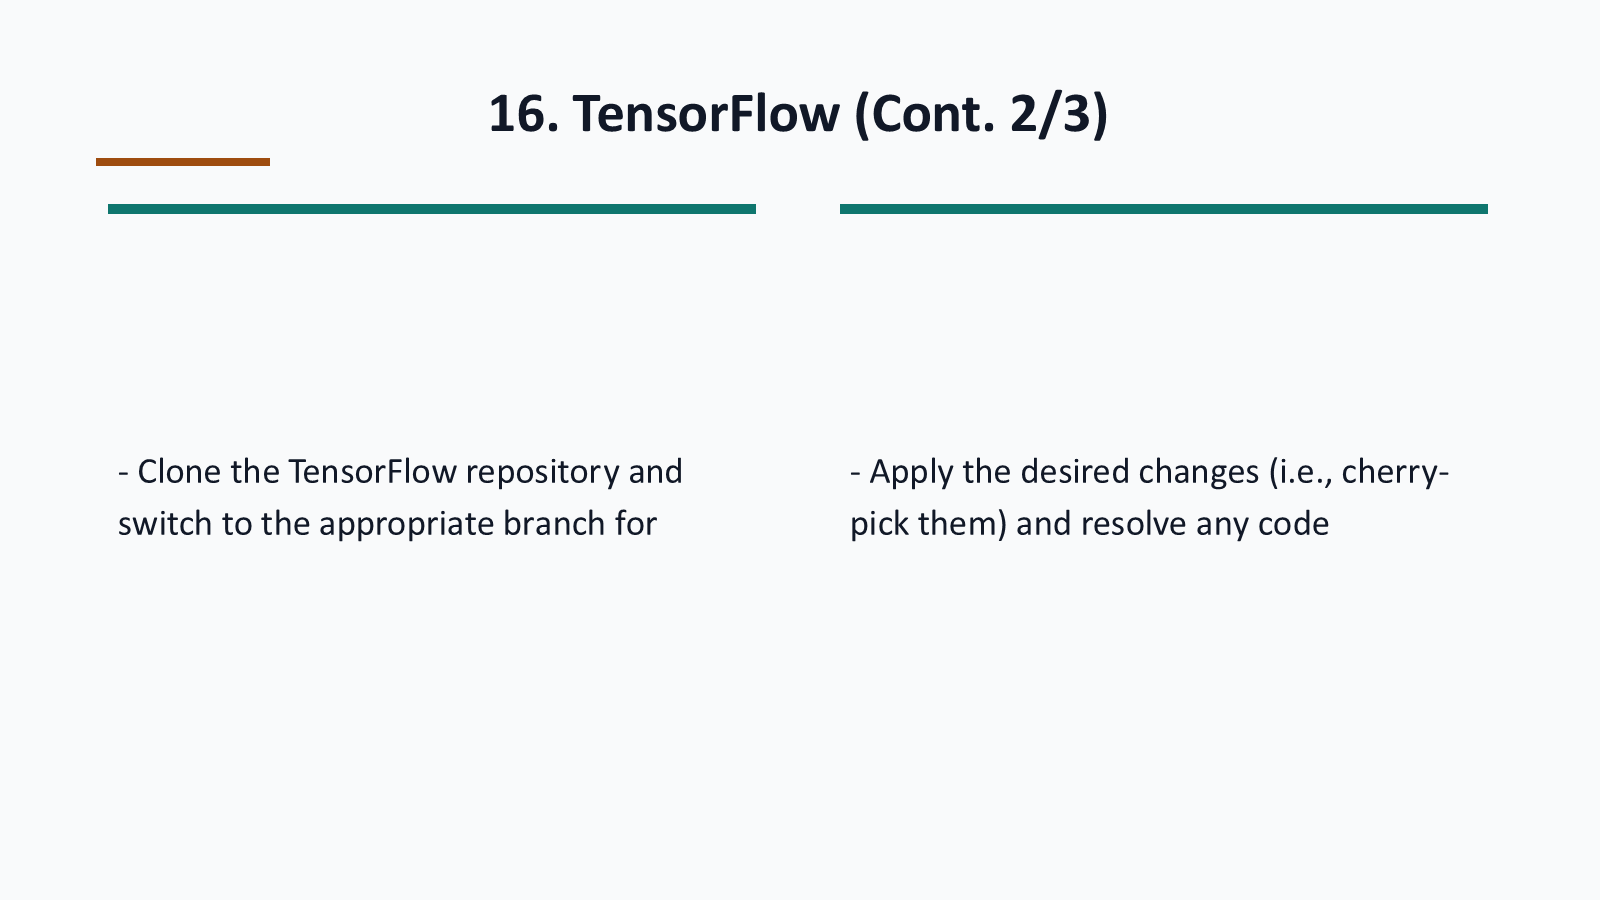 16. TensorFlow (Cont. 2/3)
- Clone the TensorFlow repository and
switch to the appropriate branch for
- Apply the desired changes (i.e., cherry-
pick them) and resolve any code